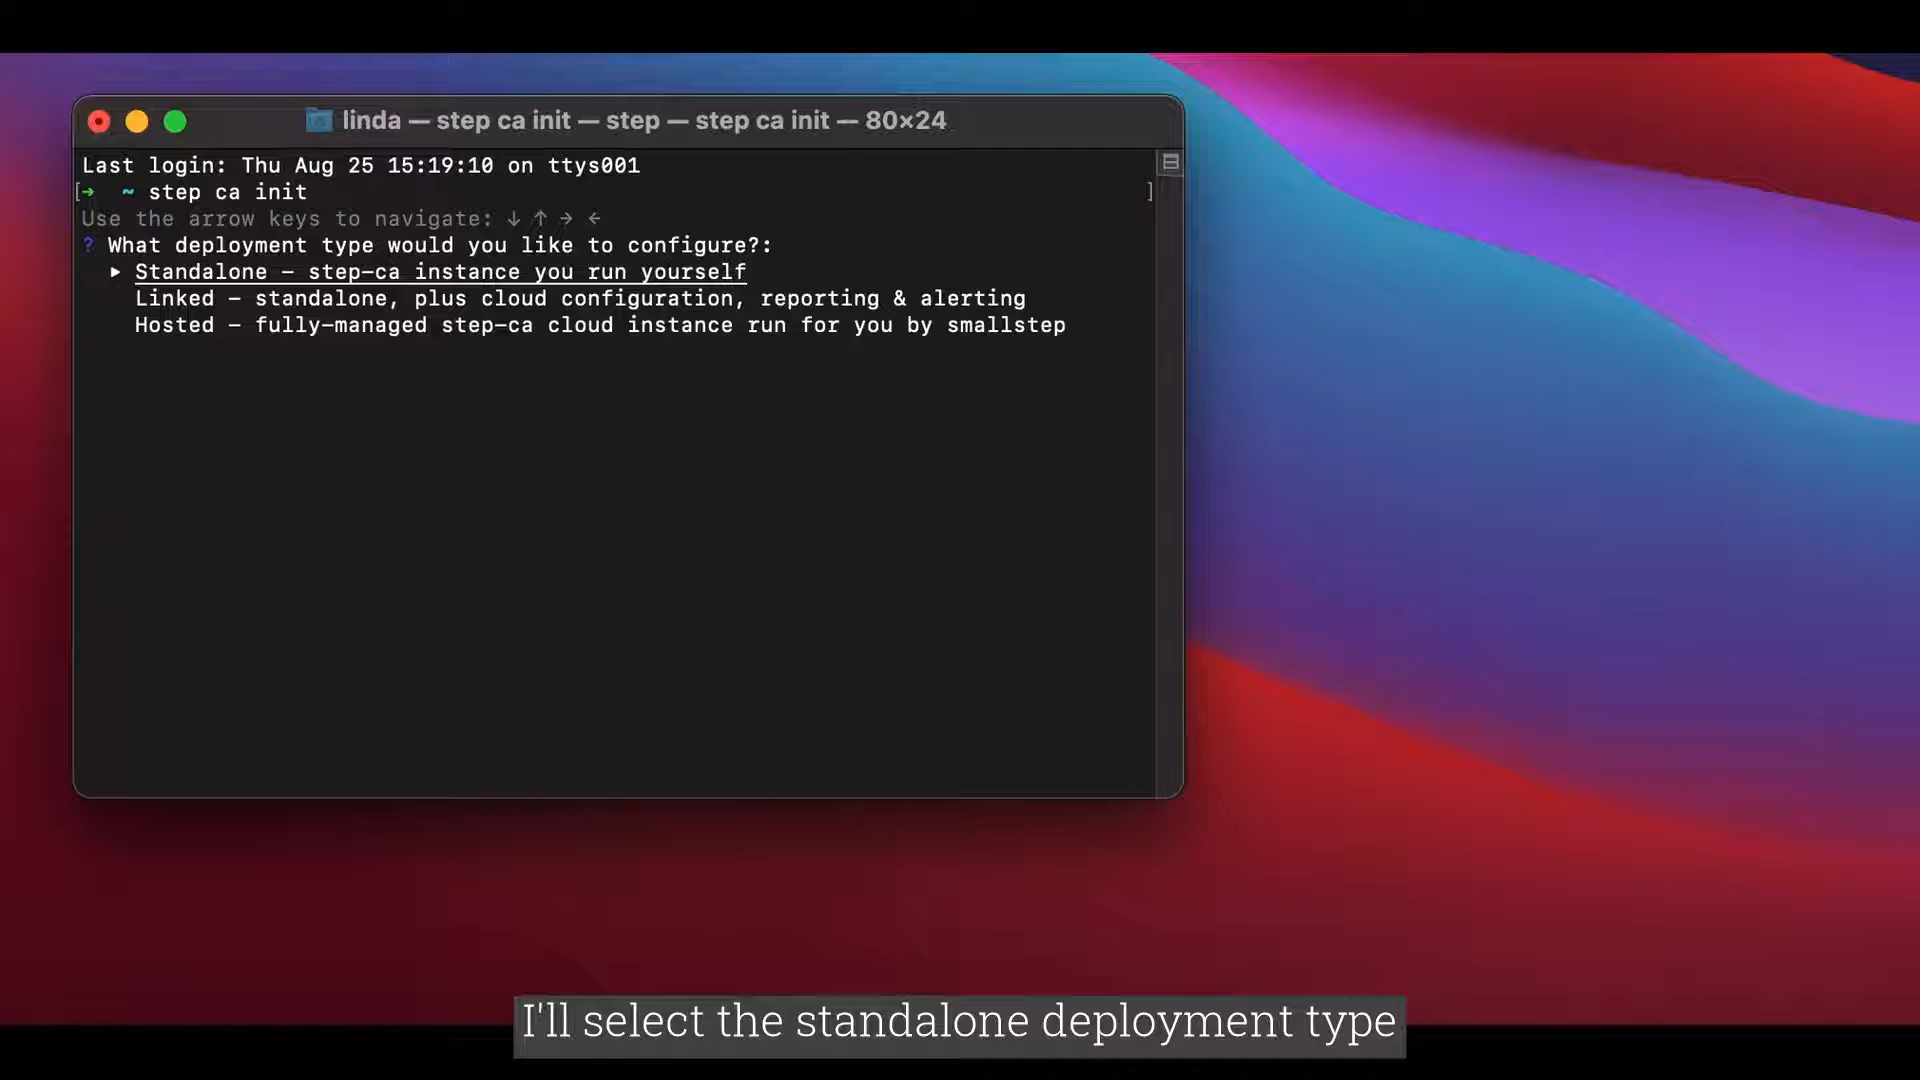 linda — step ca init — step — step ca init — 80×24
Last login: Thu Aug 25 15:19:10 on ttys001
[➜  ~ step ca init ]
Use the arrow keys to navigate: ↓ ↑ → ←
? What deployment type would you like to configure?:
▸ Standalone – step-ca instance you run yourself
Linked – standalone, plus cloud configuration, reporting & alerting
Hosted – fully-managed step-ca cloud instance run for you by smallstep
I'll select the standalone deployment type